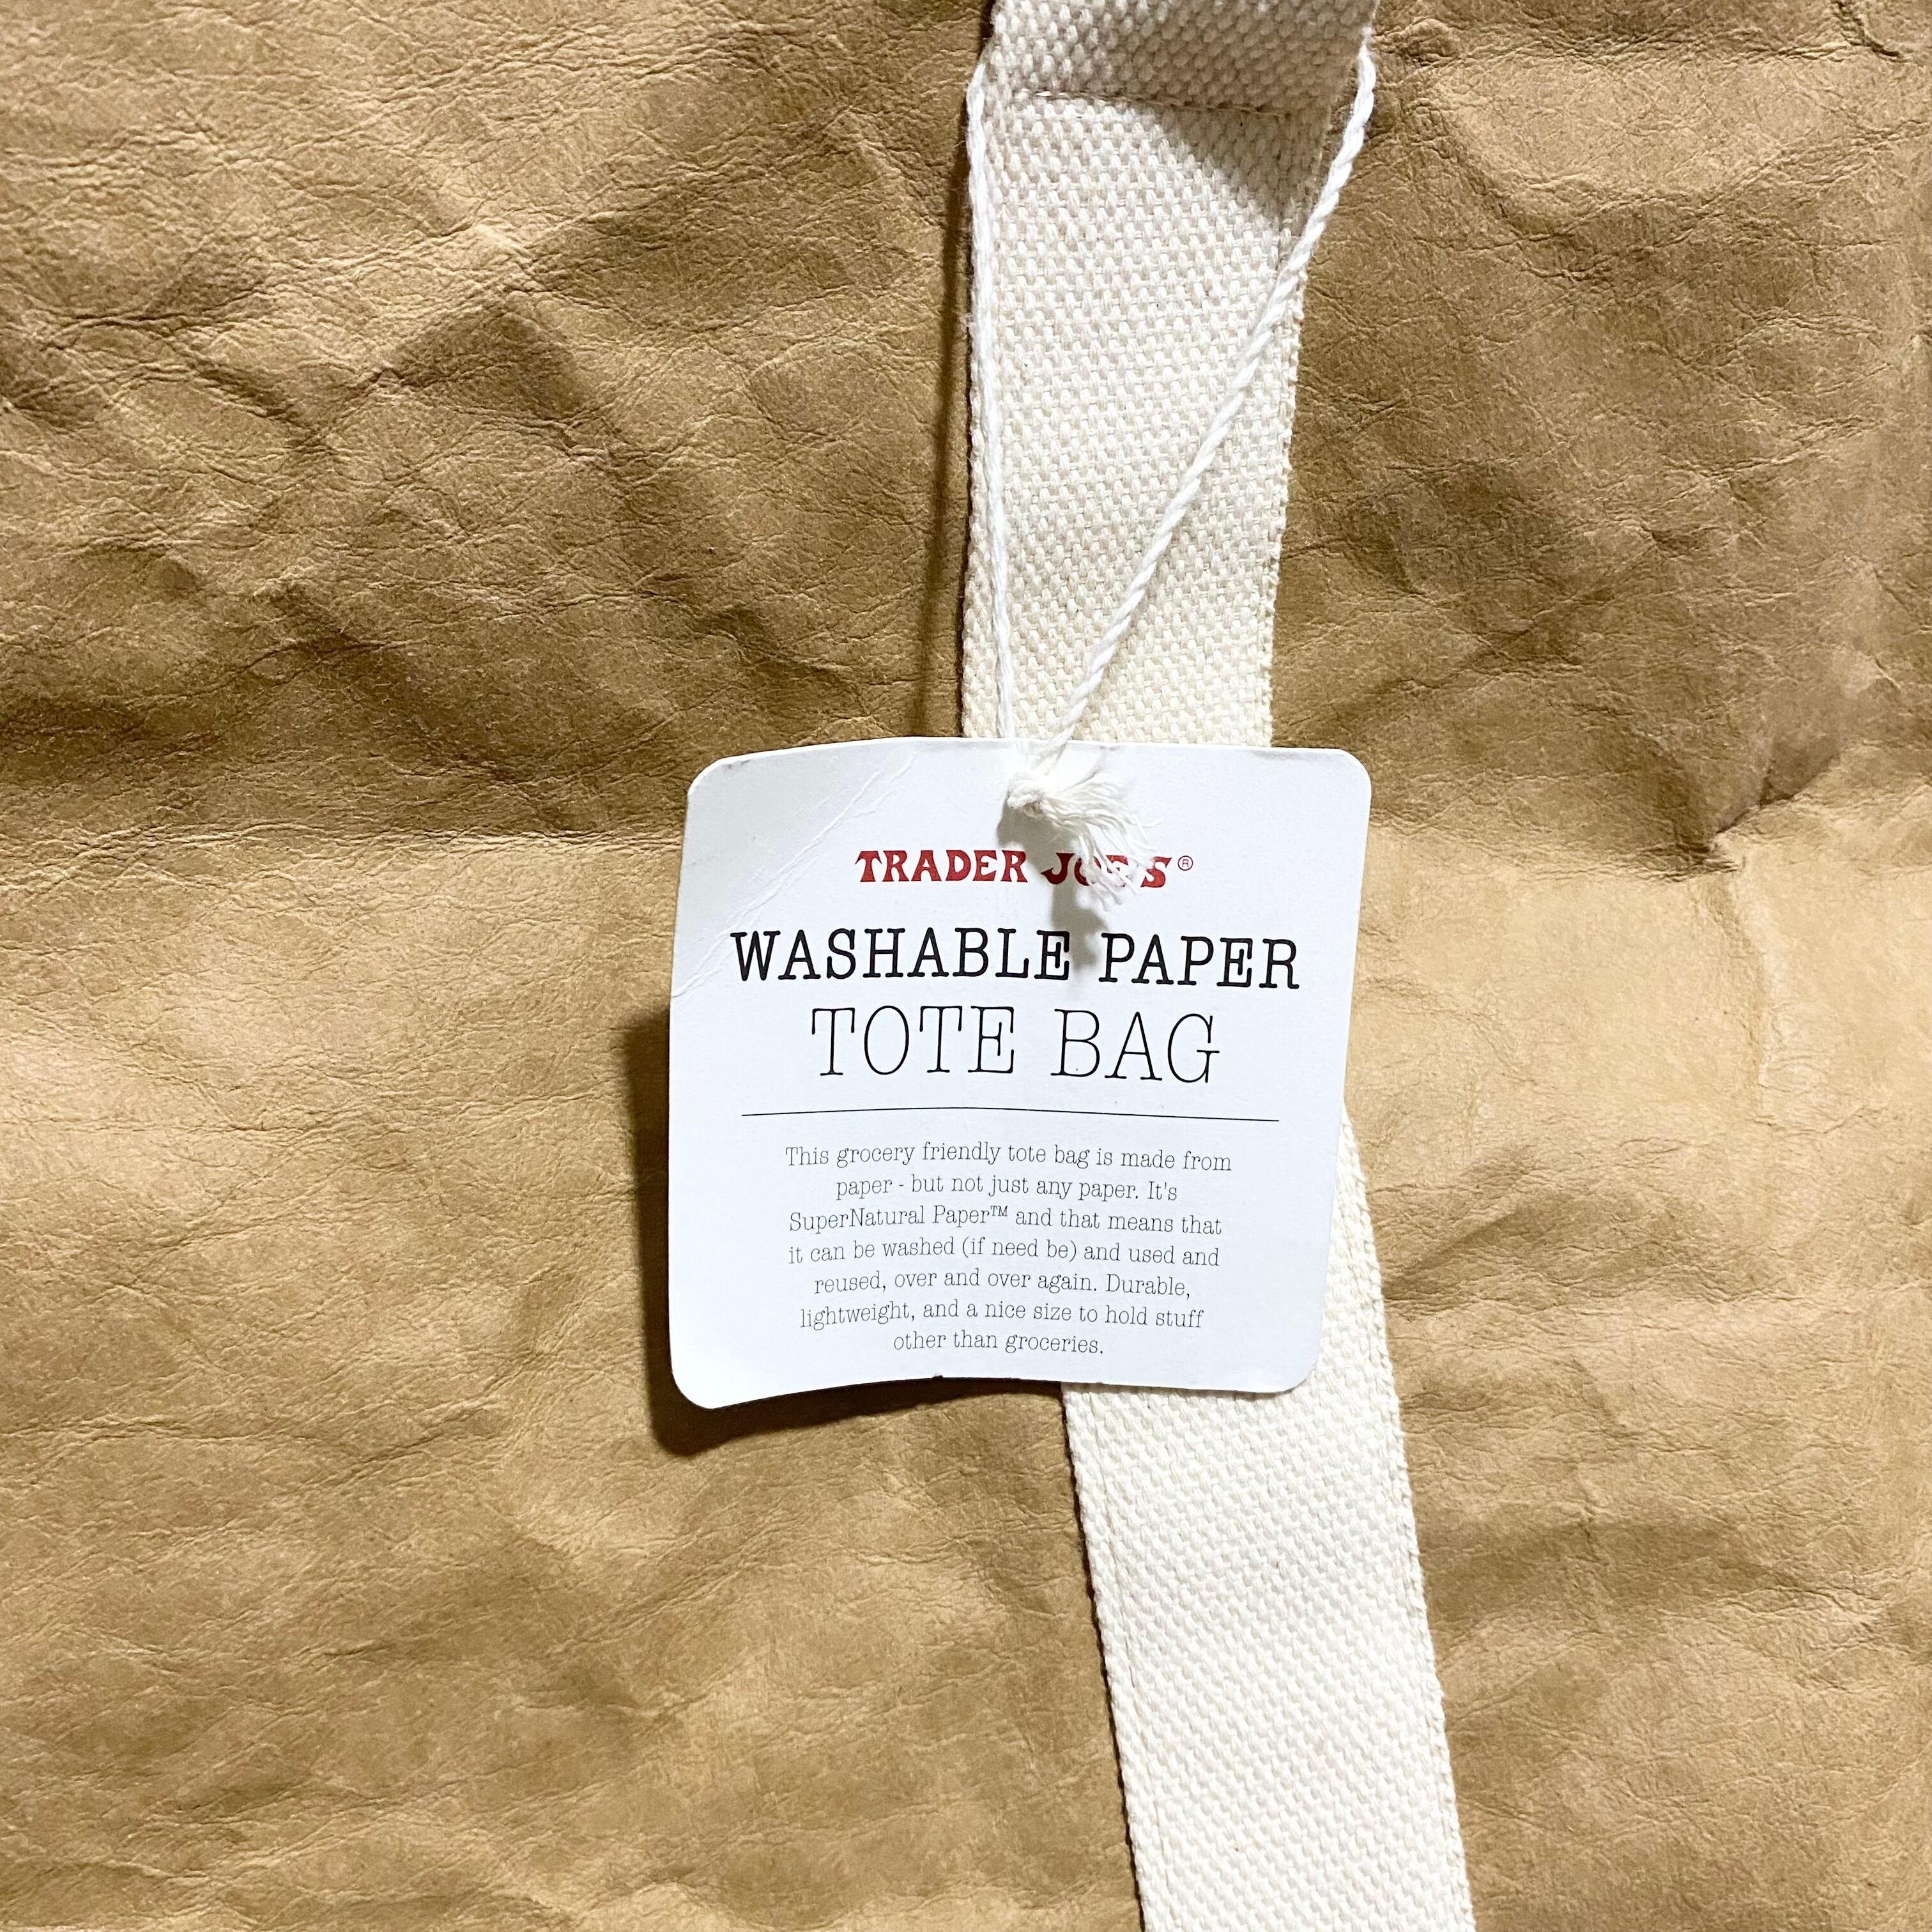 TRADER JOE'S®
WASHABLE PAPER
TOTE BAG
This grocery friendly tote bag is made from
paper - but not just any paper. It's
SuperNatural Paper™ and that means that
it can be washed (if need be) and used and
reused, over and over again. Durable,
lightweight, and a nice size to hold stuff
other than groceries.